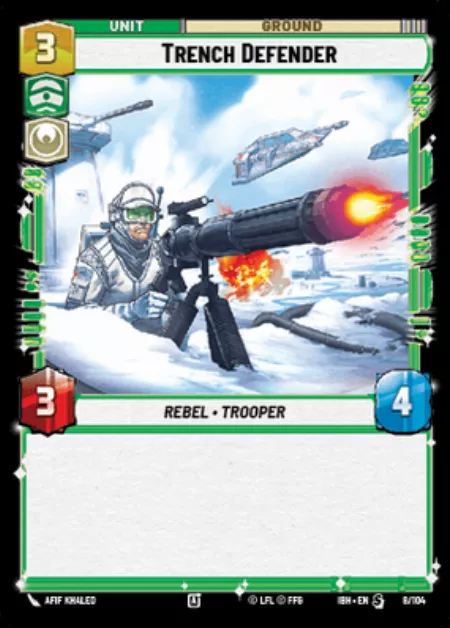 UNIT
GROUND
3
TRENCH DEFENDER
3
REBEL • TROOPER
4
AFIF KHALED
A
© LFL © FFG
IBH • EN
8/104